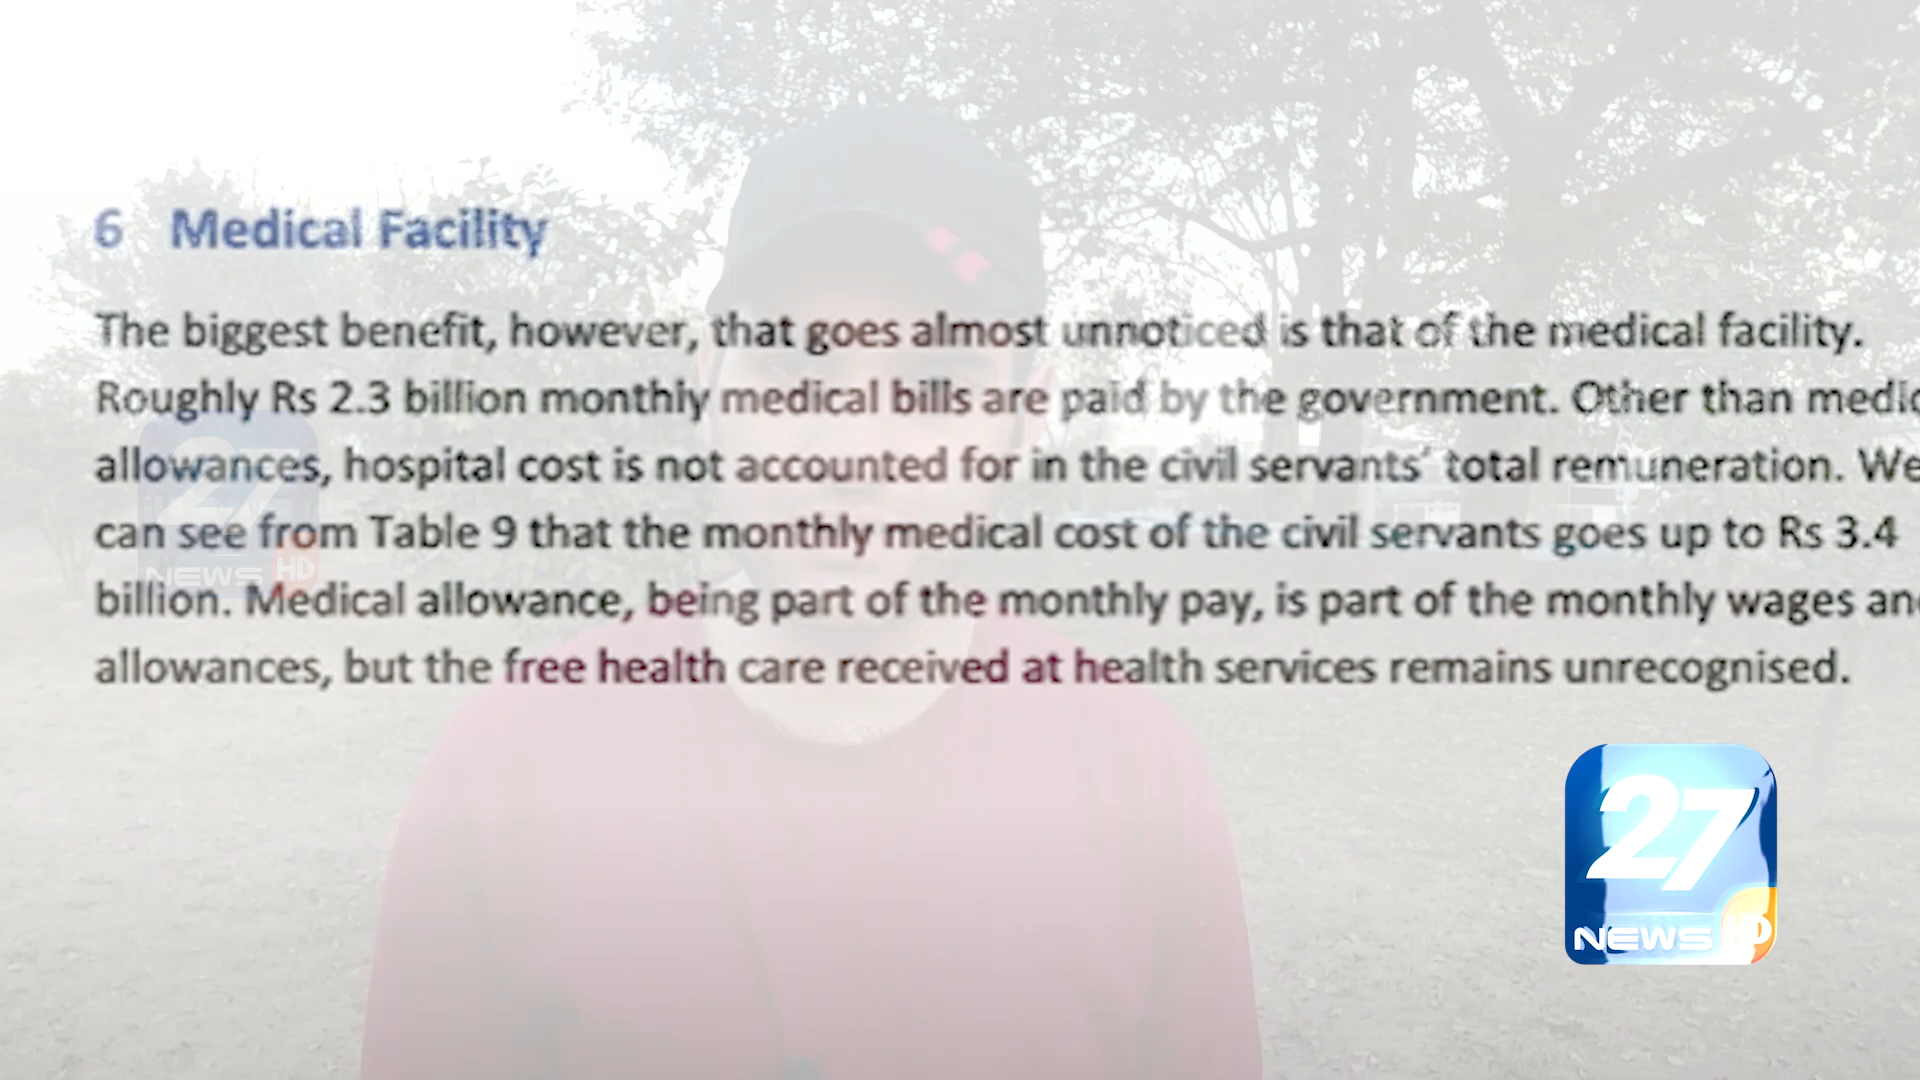 6 Medical Facility
The biggest benefit, however, that goes almost unnoticed is that of the medical facility.
Roughly Rs 2.3 billion monthly medical bills are paid by the government. Other than
allowances, hospital cost is not accounted for in the civil servants' total remuneration. We
can see from Table 9 that the monthly medical cost of the civil servants goes up to Rs 3.4
billion. Medical allowance, being part of the monthly pay, is part of the monthly wages
allowances, but the free health care received at health services remains unrecognised.
27
NEWS HD
27
NEWS HD